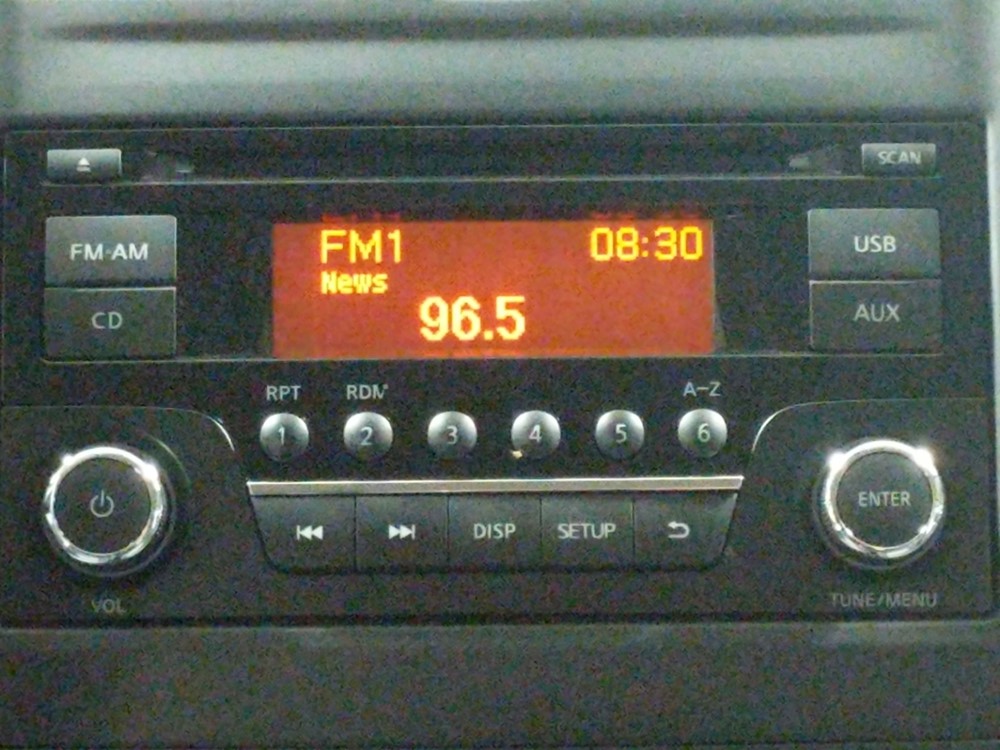 SCAN
FM·AM
FM1 08:30
USB
News
CD
96.5
AUX
RPT RDM A-Z
1 2 3 4 5 6
ENTER
DISP SETUP
VOL
TUNE/MENU